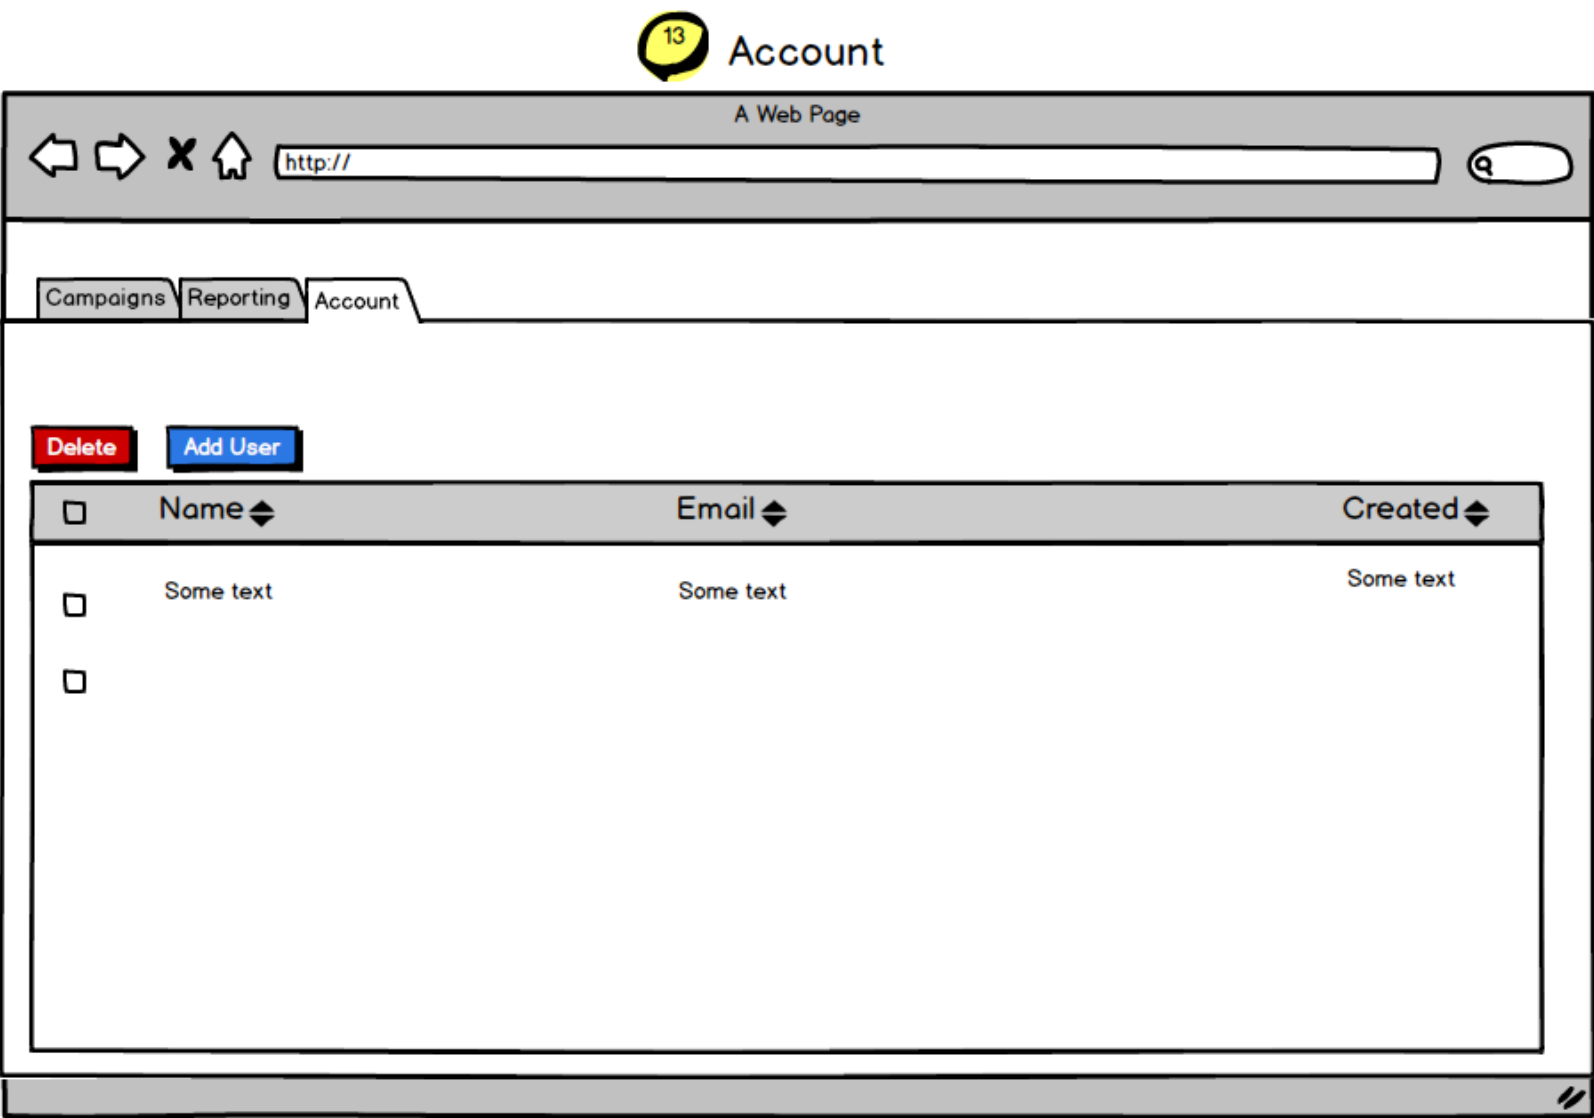 13
Account
A Web Page
http://
Campaigns Reporting Account
Delete Add User
Name Email Created
Some text Some text Some text